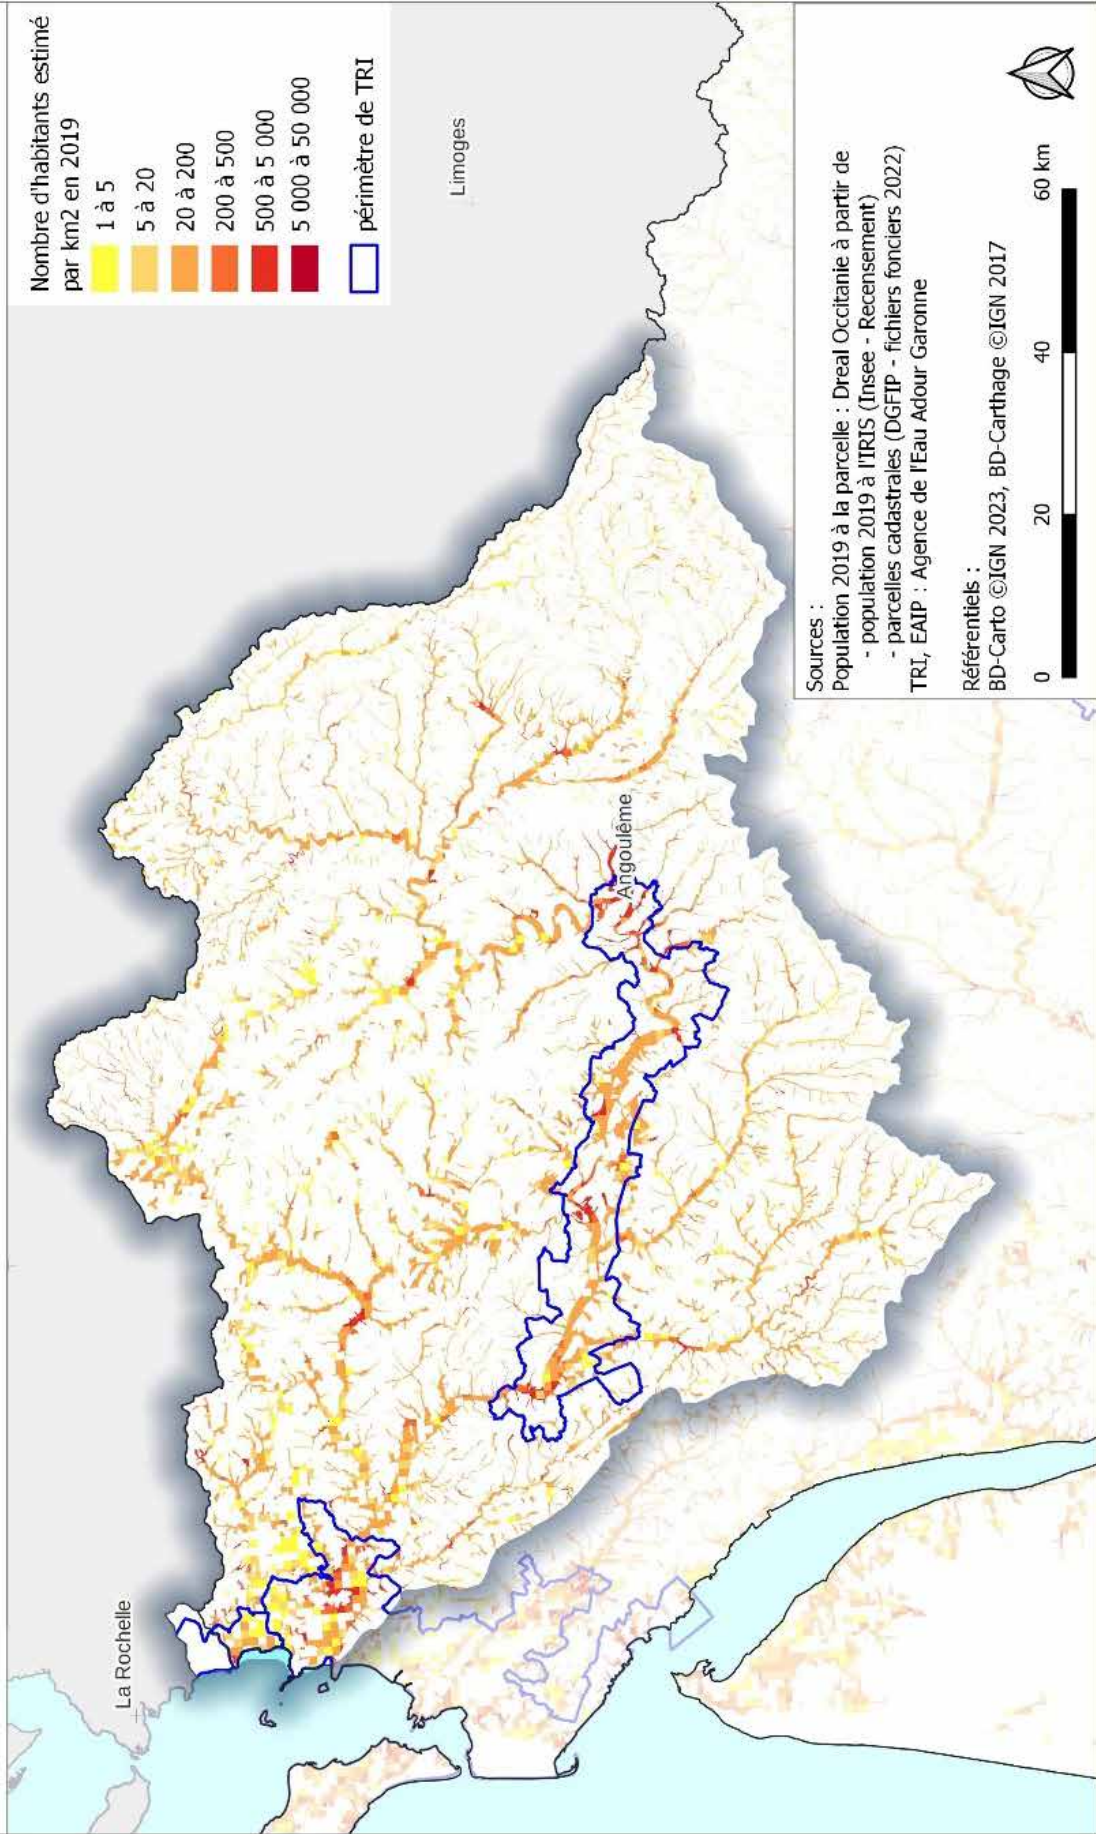 Nombre d'habitants estimé
par km2 en 2019
1 à 5
5 à 20
20 à 200
200 à 500
500 à 5 000
5 000 à 50 000
périmètre de TRI
La Rochelle
Limoges
Angoulême
Sources :
Population 2019 à la parcelle : Dreal Occitanie à partir de
- population 2019 à l'IRIS (Insee - Recensement)
- parcelles cadastrales (DGFIP - fichiers fonciers 2022)
TRI, EAIP : Agence de l'Eau Adour Garonne
Référentiels :
BD-Carto ©IGN 2023, BD-Carthage ©IGN 2017
0 20 40 60 km